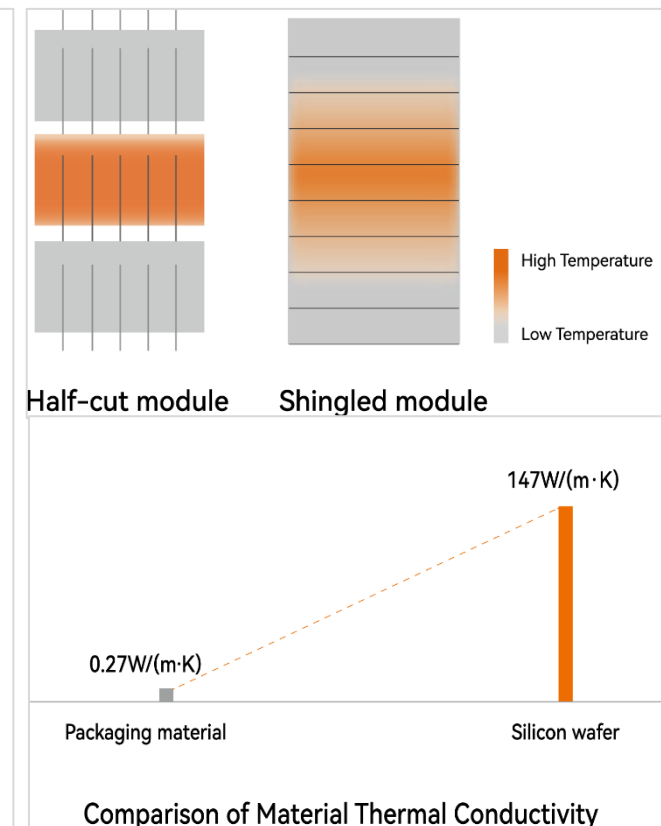 High Temperature
Low Temperature
Half-cut module
Shingled module
147W/(m·K)
0.27W/(m·K)
Packaging material
Silicon wafer
Comparison of Material Thermal Conductivity